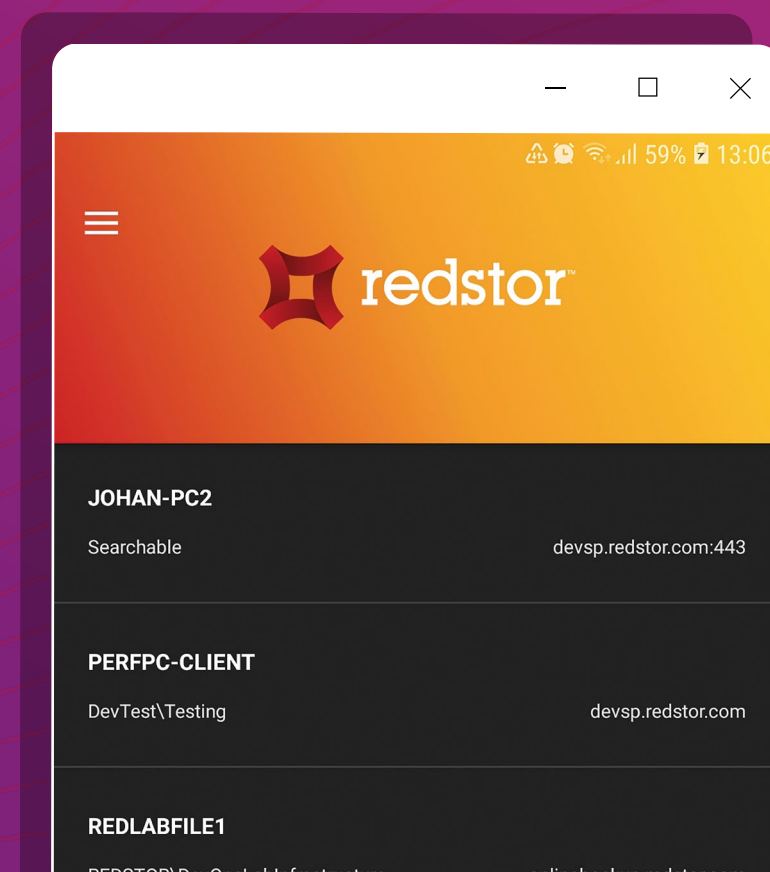 59% 13:06
redstor™
JOHAN-PC2
Searchable devsp.redstor.com:443
PERFPC-CLIENT
DevTest\Testing devsp.redstor.com
REDLABFILE1